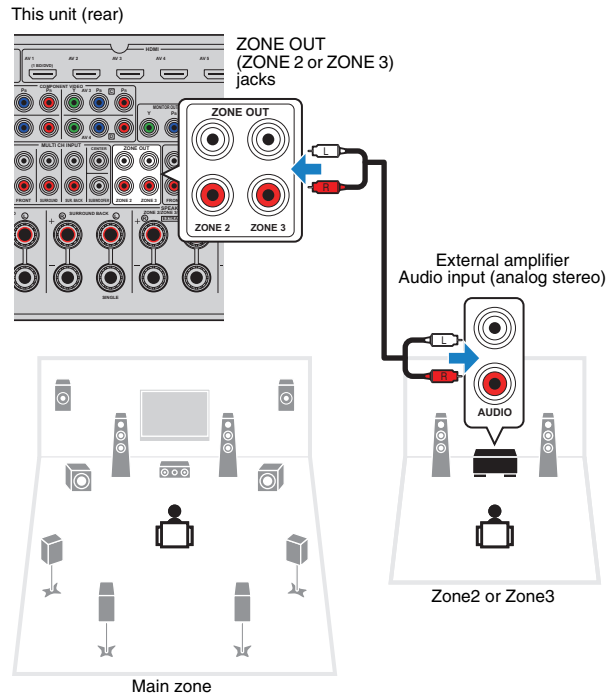 This unit (rear)
ZONE OUT
(ZONE 2 or ZONE 3)
jacks
HDMI
AV 1
AV 2
AV 3
AV 4
AV 5
(1 BD/DVD)
COMPONENT VIDEO
MULTI CH INPUT
CENTER
ZONE OUT
FRONT
SURROUND
SUR. BACK
SUBWOOFER
ZONE 2
ZONE 3
SURROUND BACK
SINGLE
ZONE OUT
ZONE 2
ZONE 3
L
R
External amplifier
Audio input (analog stereo)
L
R
AUDIO
Zone2 or Zone3
Main zone